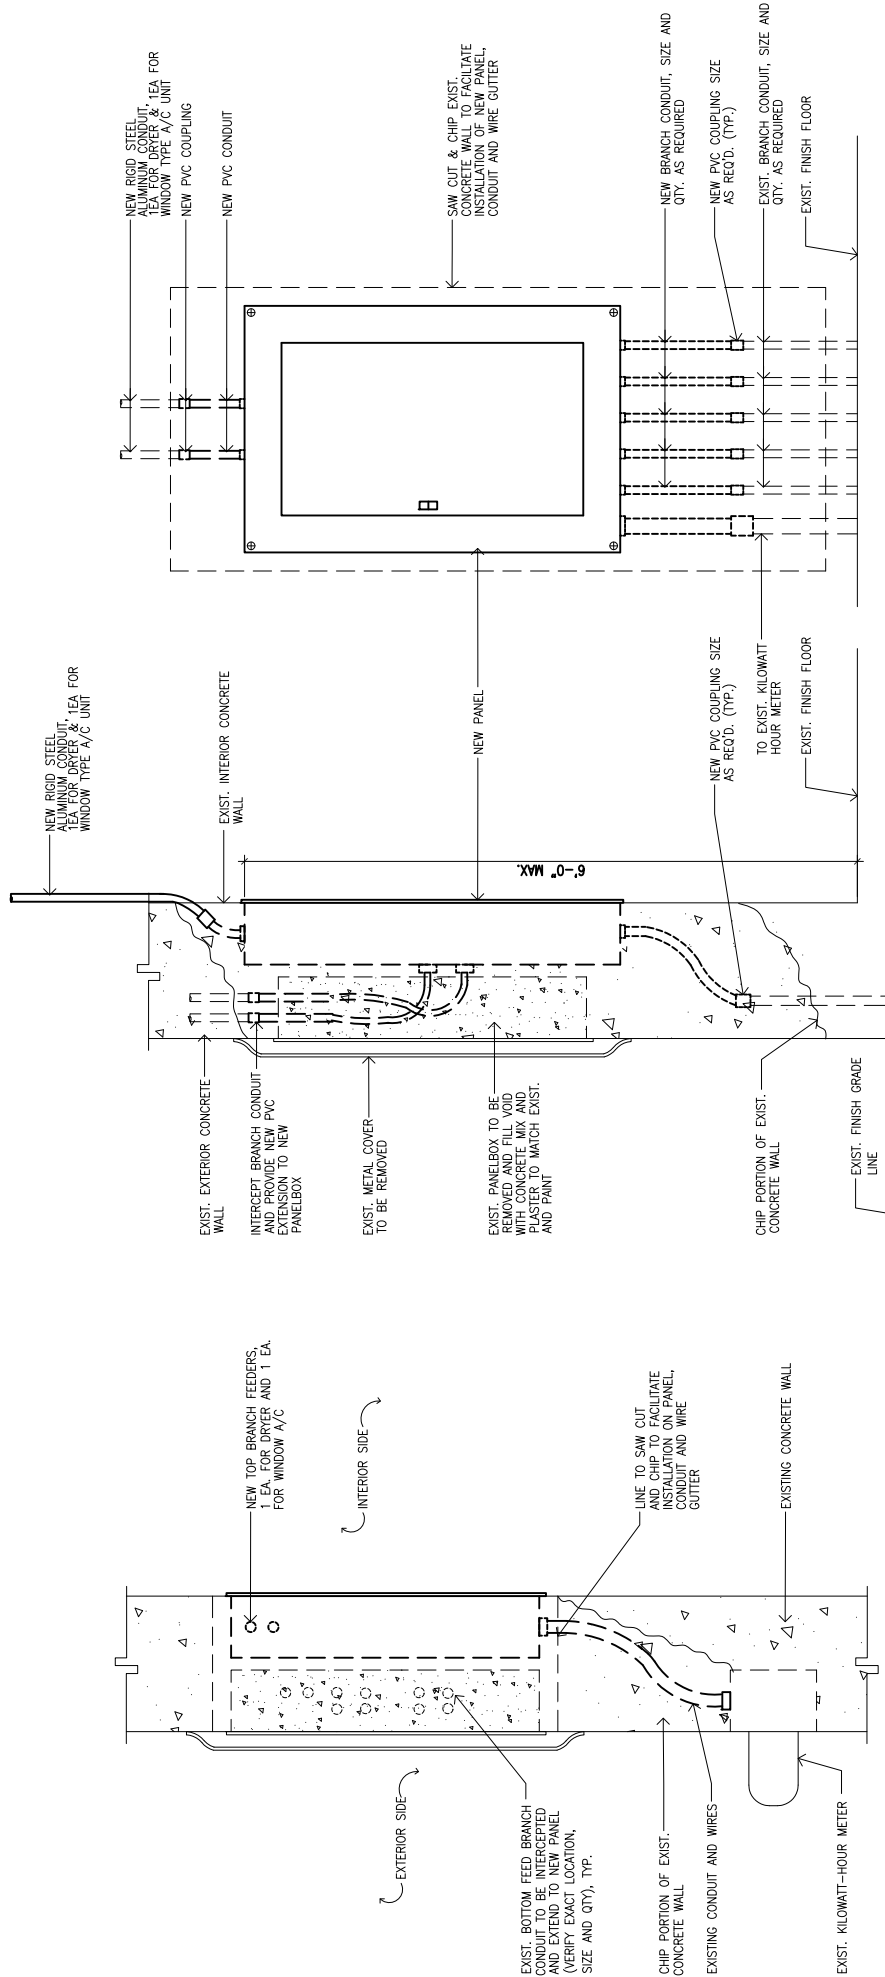 NEW RIGID STEEL
ALUMINUM CONDUIT,
1EA FOR DRYER & 1EA FOR
WINDOW TYPE A/C UNIT
NEW PVC COUPLING
NEW PVC CONDUIT
SAW CUT & CHIP EXIST.
CONCRETE WALL TO FACILTATE
INSTALLATION OF NEW PANEL,
CONDUIT AND WIRE GUTTER
NEW BRANCH CONDUIT, SIZE AND
QTY. AS REQUIRED
NEW PVC COUPLING SIZE
AS REQ'D. (TYP.)
EXIST. BRANCH CONDUIT, SIZE AND
QTY. AS REQUIRED
EXIST. FINISH FLOOR
NEW RIGID STEEL
ALUMINUM CONDUIT,
1EA FOR DRYER & 1EA FOR
WINDOW TYPE A/C UNIT
EXIST. INTERIOR CONCRETE
WALL
NEW PANEL
6'-0" MAX.
NEW PVC COUPLING SIZE
AS REQ'D. (TYP.)
TO EXIST. KILOWATT
HOUR METER
EXIST. FINISH FLOOR
EXIST. EXTERIOR CONCRETE
WALL
INTERCEPT BRANCH CONDUIT
AND PROVIDE NEW PVC
EXTENSION TO NEW
PANELBOX
EXIST. METAL COVER
TO BE REMOVED
EXIST. PANELBOX TO BE
REMOVED AND FILL VOID
WITH CONCRETE MIX AND
PLASTER TO MATCH EXIST.
AND PAINT
CHIP PORTION OF EXIST.
CONCRETE WALL
EXIST. FINISH GRADE
LINE
NEW TOP BRANCH FEEDERS,
1 EA. FOR DRYER AND 1 EA.
FOR WINDOW A/C
INTERIOR SIDE
LINE TO SAW CUT
AND CHIP TO FACILITATE
INSTALLATION ON PANEL,
CONDUIT AND WIRE
GUTTER
EXISTING CONCRETE WALL
EXTERIOR SIDE
EXIST. BOTTOM FEED BRANCH
CONDUIT TO BE INTERCEPTED
AND EXTEND TO NEW PANEL
(VERIFY EXACT LOCATION,
SIZE AND QTY), TYP.
CHIP PORTION OF EXIST.
CONCRETE WALL
EXISTING CONDUIT AND WIRES
EXIST. KILOWATT-HOUR METER